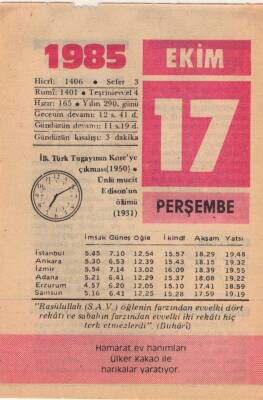 1985
EKİM
17
PERŞEMBE
Hicrî: 1406 • Sefer 3
Rumî: 1401 • Teşrinievvel 4
Hızır: 165 • Yılın 290. günü
Gecenin devamı: 12 s. 41 d.
Gündüzün devamı: 11 s. 19 d.
Gündüzün kısalışı: 3 dakika
İlk Türk Tugayının Kore'ye
çıkması(1950) •
Ünlü mucit
Edison'un
ölümü
(1931)
İmsak Güneş Öğle İkindi Akşam Yatsı
İstanbul 5.45 7.10 12.54 15.57 18.29 19.48
Ankara 5.30 6.53 12.39 15.43 18.15 19.32
İzmir 5.54 7.14 13.02 16.09 18.39 19.55
Adana 5.21 6.41 12.29 15.37 18.08 19.22
Erzurum 4.57 6.20 12.05 15.10 17.41 18.59
Samsun 5.16 6.41 12.25 15.28 17.59 19.19
"Rasûlullah (S.A.V.) öğlenin farzından evvelki dört
rekâtı ve sabahın farzından evvelki iki rekâtı hiç
terk etmezlerdi". (Buhârî)
Hamarat ev hanımları
Ülker Kakao ile
harikalar yaratıyor.